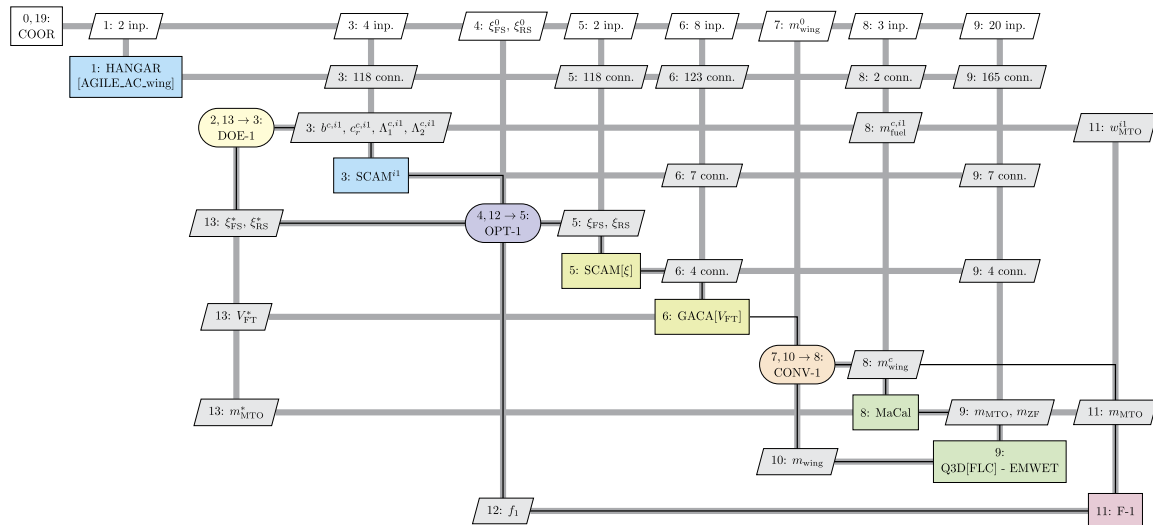 0, 19:
COOR
1: 2 inp.
3: 4 inp.
4: ξ⁰_FS, ξ⁰_RS
5: 2 inp.
6: 8 inp.
7: m⁰_wing
8: 3 inp.
9: 20 inp.
1: HANGAR
[AGILE_AC_wing]
3: 118 conn.
5: 118 conn.
6: 123 conn.
8: 2 conn.
9: 165 conn.
2, 13 → 3:
DOE-1
3: b^{c,i1}, c_r^{c,i1}, Λ_1^{c,i1}, Λ_2^{c,i1}
8: m_fuel^{c,i1}
11: w_MTO^{i1}
3: SCAM^{i1}
6: 7 conn.
9: 7 conn.
13: ξ*_FS, ξ*_RS
4, 12 → 5:
OPT-1
5: ξ_FS, ξ_RS
5: SCAM[ξ]
6: 4 conn.
9: 4 conn.
13: V*_FT
6: GACA[V_FT]
7, 10 → 8:
CONV-1
8: m^c_wing
13: m*_MTO
8: MaCal
9: m_MTO, m_ZF
11: m_MTO
10: m_wing
9:
Q3D[FLC] - EMWET
12: f_1
11: F-1